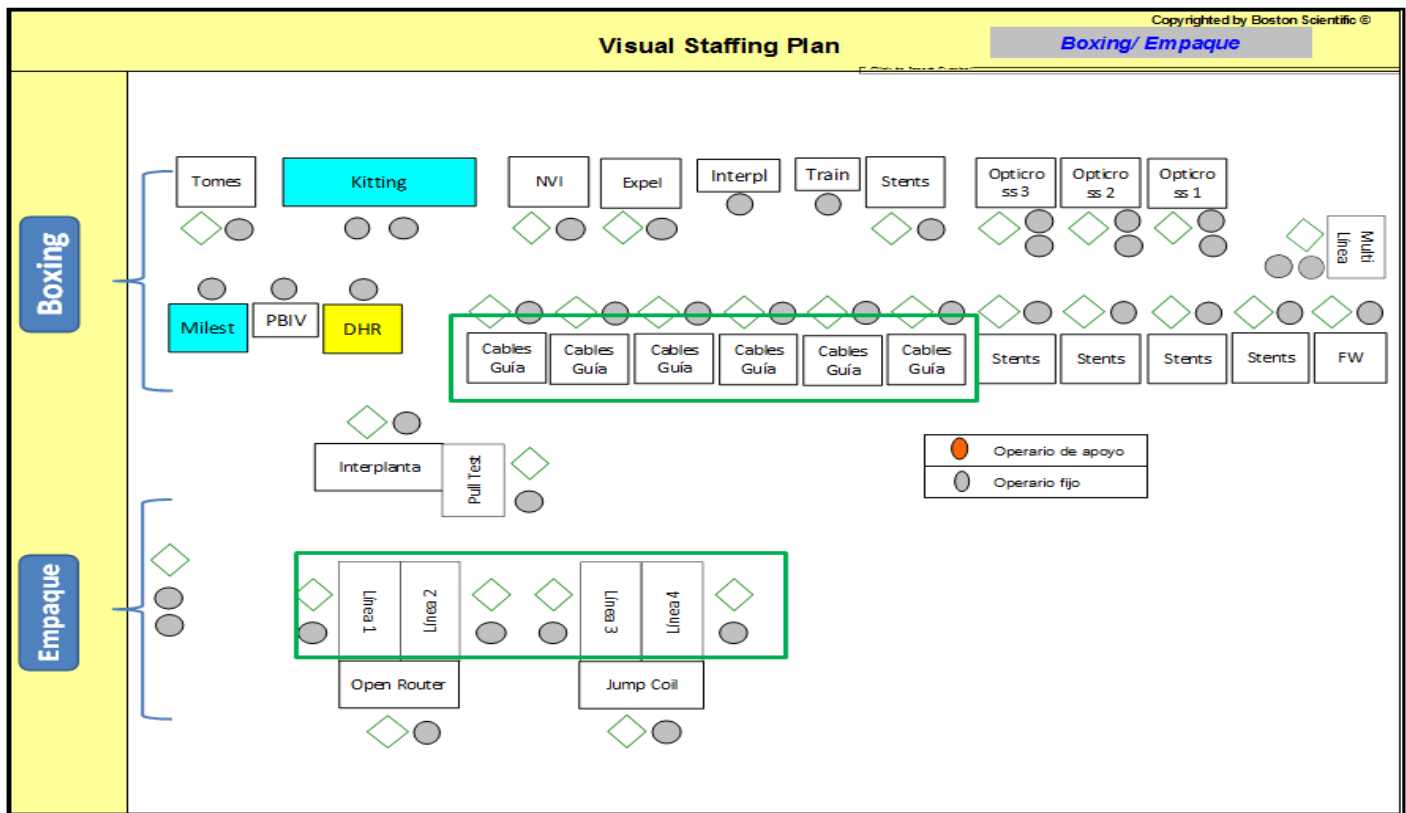 Copyrighted by Boston Scientific ©
Visual Staffing Plan
Boxing/ Empaque
Boxing
Tomes
Kitting
NVI
Expel
Interpl
Train
Stents
Opticro
ss 3
Opticro
ss 2
Opticro
ss 1
Multi
Línea
Milest
PBIV
DHR
Cables
Guía
Cables
Guía
Cables
Guía
Cables
Guía
Cables
Guía
Cables
Guía
Stents
Stents
Stents
Stents
FW
Interplanta
Pull Test
Operario de apoyo
Operario fijo
Empaque
Línea 1
Línea 2
Línea 3
Línea 4
Open Router
Jump Coil